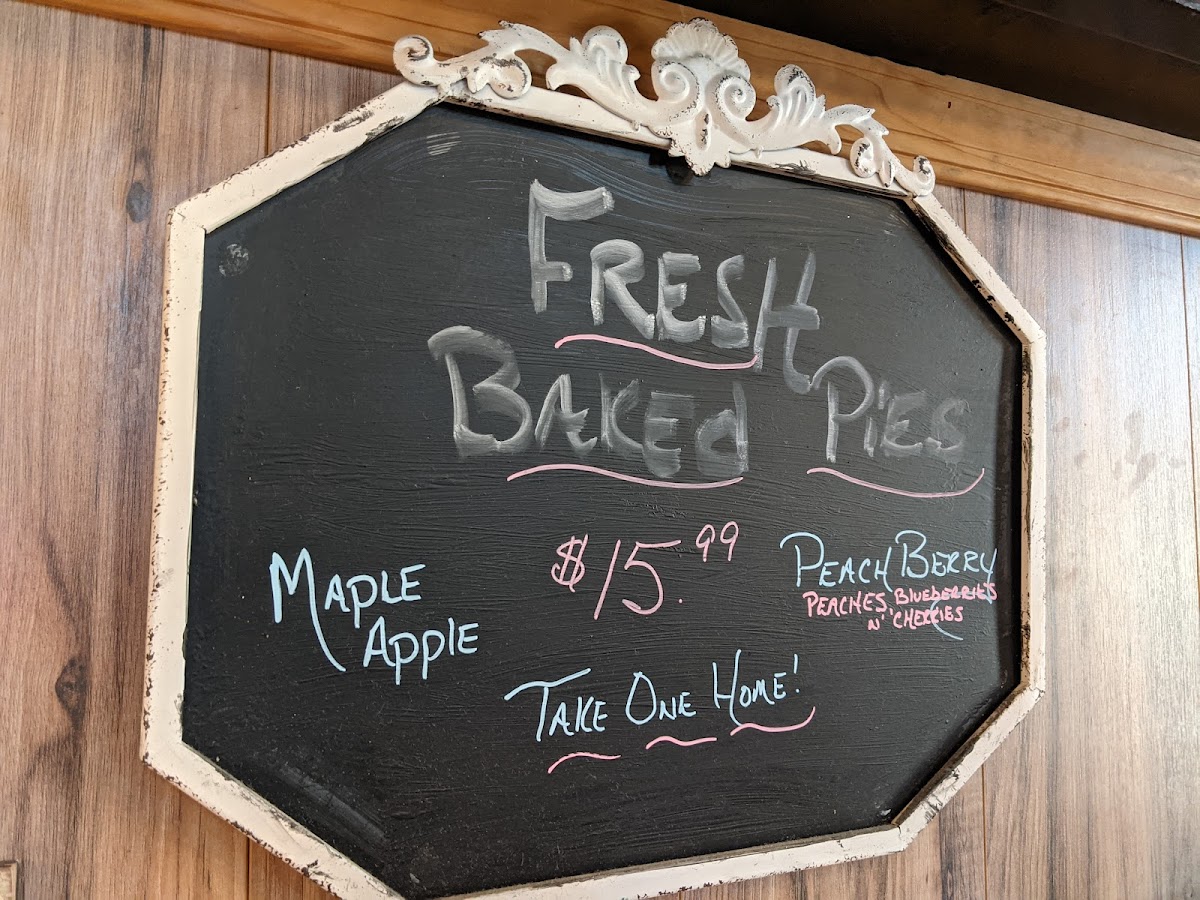 FRESH
BAKEd PiES
MAPLE
APPlE
$15.99
PEACH BERRY
PEACHES, BLUEBERRIES
N' CHERRIES
TAKE ONE HOME!